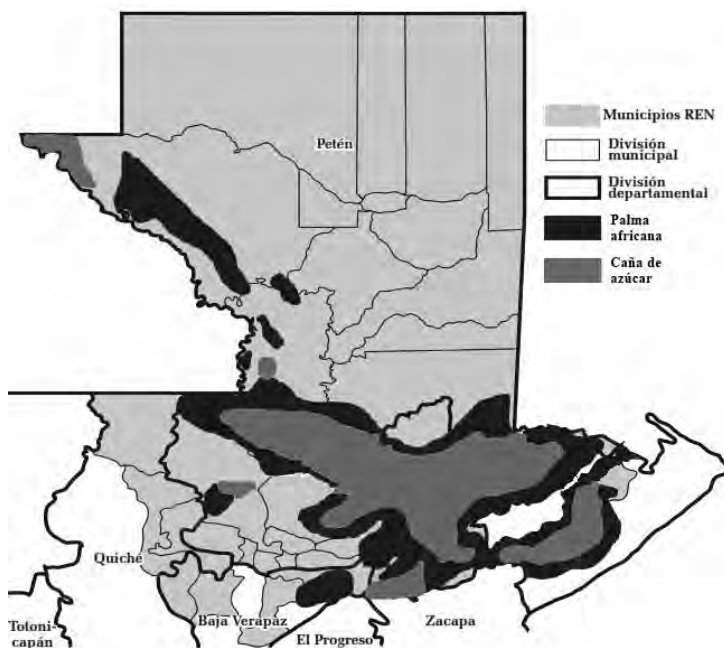 Petén
Municipios REN
División
municipal
División
departamental
Palma
africana
Caña de
azúcar
Quiché
Totoni-
capán
Baja Verapaz
El Progreso
Zacapa